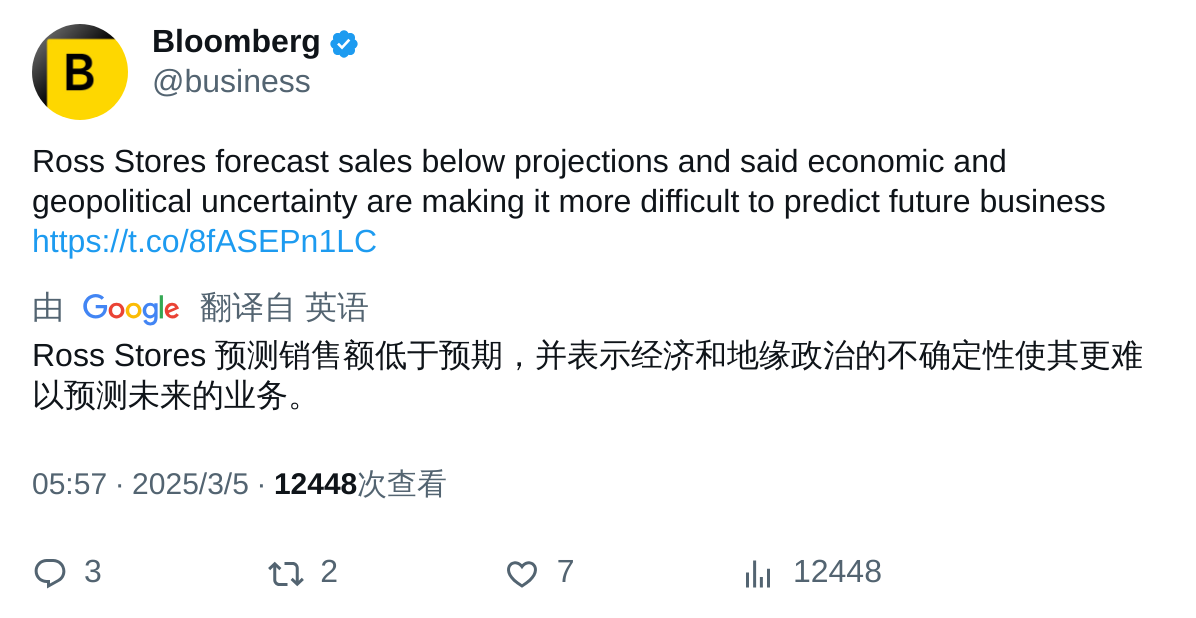 B
Bloomberg
@business
Ross Stores forecast sales below projections and said economic and
geopolitical uncertainty are making it more difficult to predict future business
https://t.co/8fASEPn1LC
由 Google 翻译自 英语
Ross Stores 预测销售额低于预期，并表示经济和地缘政治的不确定性使其更难
以预测未来的业务。
05:57 · 2025/3/5 · 12448次查看
3 2 7 12448